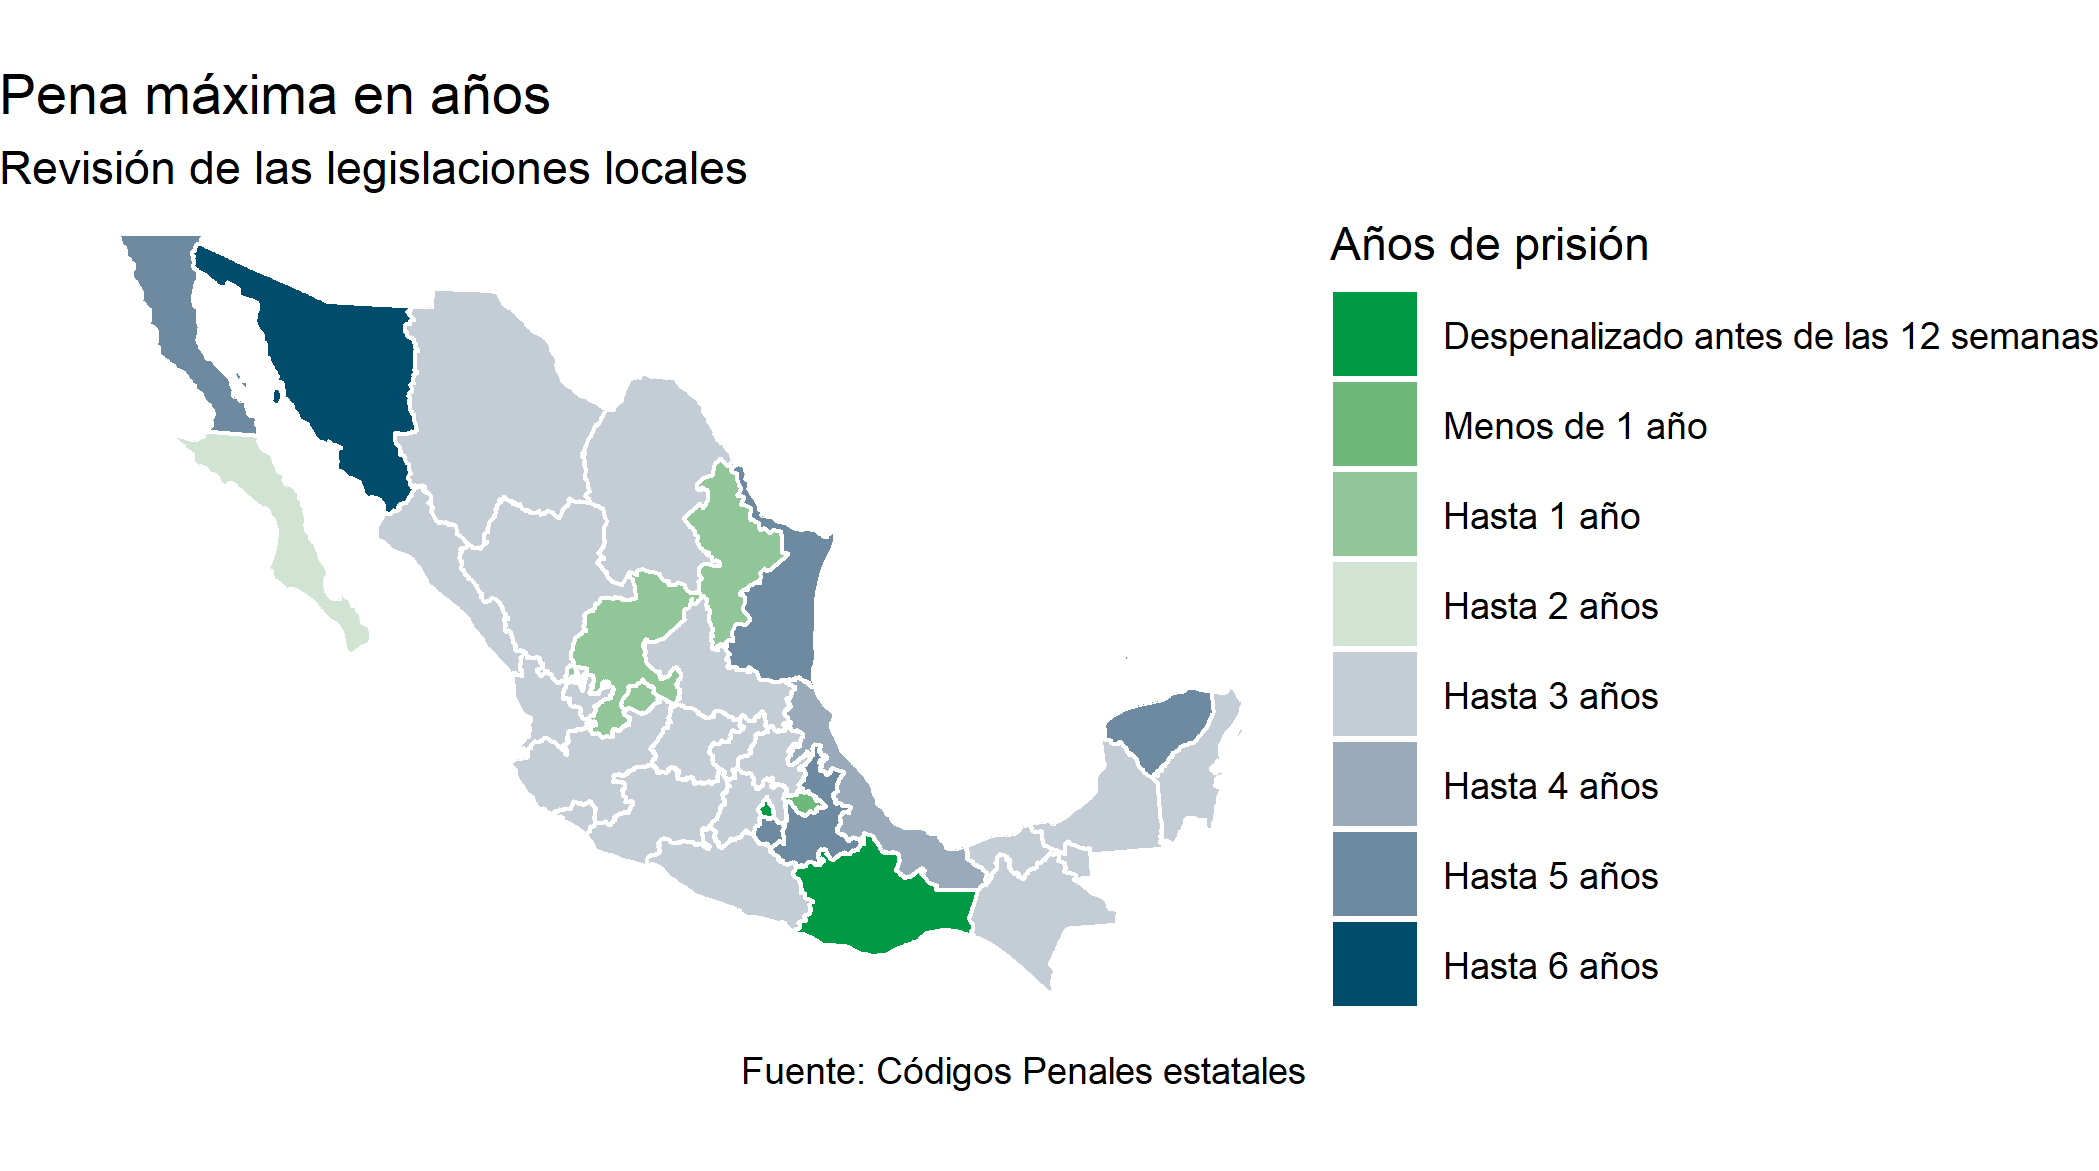 Pena máxima en años
Revisión de las legislaciones locales
Años de prisión
Despenalizado antes de las 12 semanas
Menos de 1 año
Hasta 1 año
Hasta 2 años
Hasta 3 años
Hasta 4 años
Hasta 5 años
Hasta 6 años
Fuente: Códigos Penales estatales